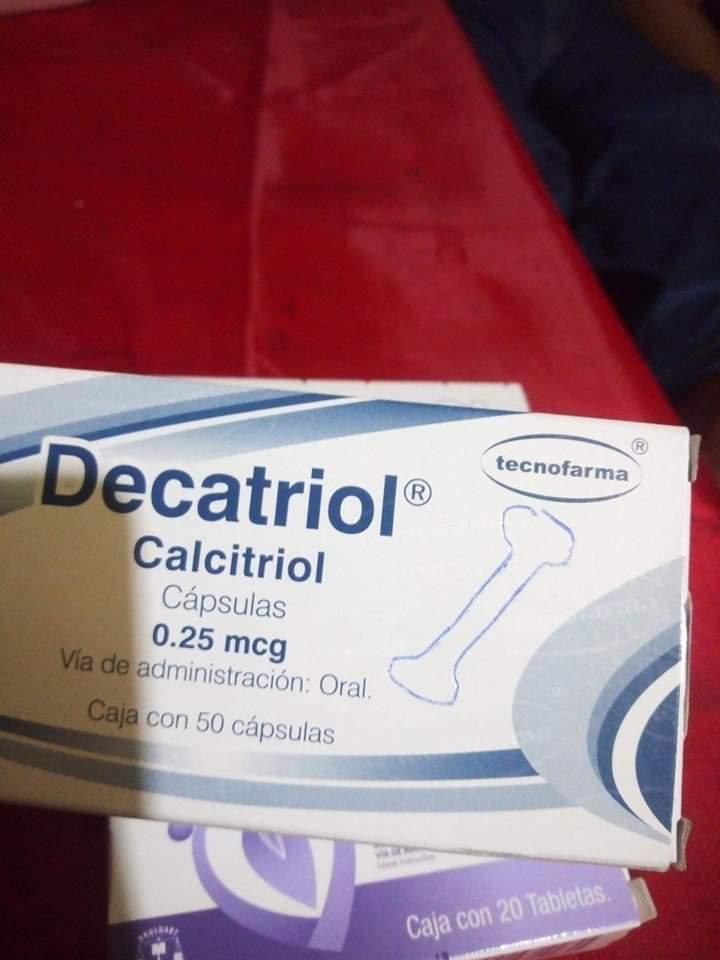 Decatriol®
tecnofarma®
Calcitriol
Cápsulas
0.25 mcg
Vía de administración: Oral.
Caja con 50 cápsulas
Caja con 20 Tabletas.